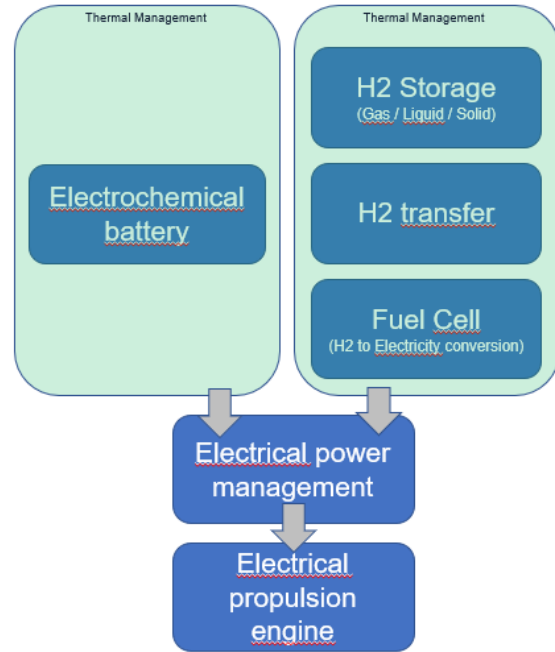 Thermal Management
Electrochemical
battery
Thermal Management
H2 Storage
(Gas / Liquid / Solid)
H2 transfer
Fuel Cell
(H2 to Electricity conversion)
Electrical power
management
Electrical
propulsion
engine